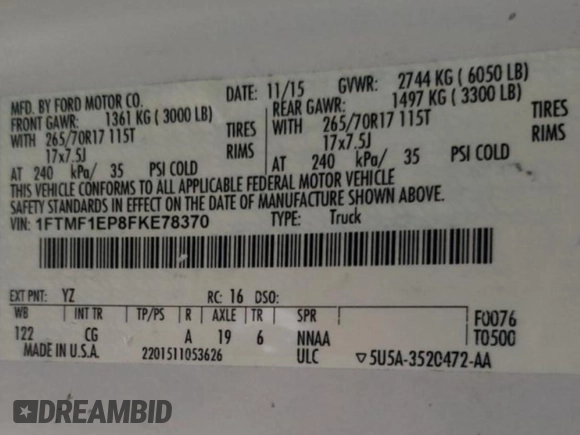 MFD. BY FORD MOTOR CO. DATE: 11/15 GVWR: 2744 KG ( 6050 LB)
FRONT GAWR: 1361 KG ( 3000 LB) REAR GAWR: 1497 KG ( 3300 LB)
WITH 265/70R17 115T TIRES WITH 265/70R17 115T TIRES
17x7.5J RIMS 17x7.5J RIMS
AT 240 kPa/ 35 PSI COLD AT 240 kPa/ 35 PSI COLD
THIS VEHICLE CONFORMS TO ALL APPLICABLE FEDERAL MOTOR VEHICLE
SAFETY STANDARDS IN EFFECT ON THE DATE OF MANUFACTURE SHOWN ABOVE.
VIN: 1FTMF1EP8FKE78370 TYPE: Truck
EXT PNT: YZ RC: 16 DSO:
WB INT TR TP/PS R AXLE TR SPR F0076
122 CG A 19 6 NNAA T0500
MADE IN U.S.A. 2201511053626 ULC ▽5U5A-3520472-AA
DREAMBID